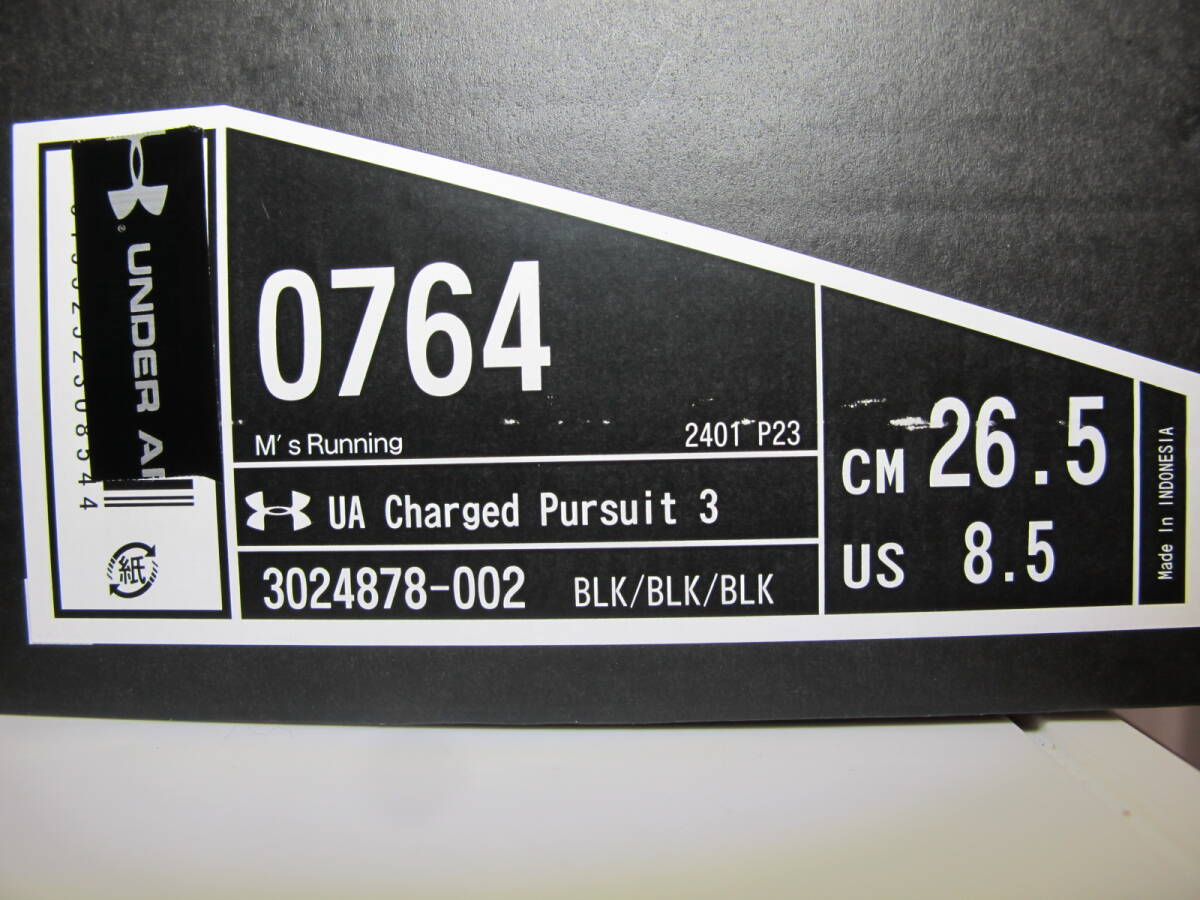 UNDER AR
紙
0764
M's Running 2401 P23
UA Charged Pursuit 3
3024878-002 BLK/BLK/BLK
CM 26.5
US 8.5
Made In INDONESIA